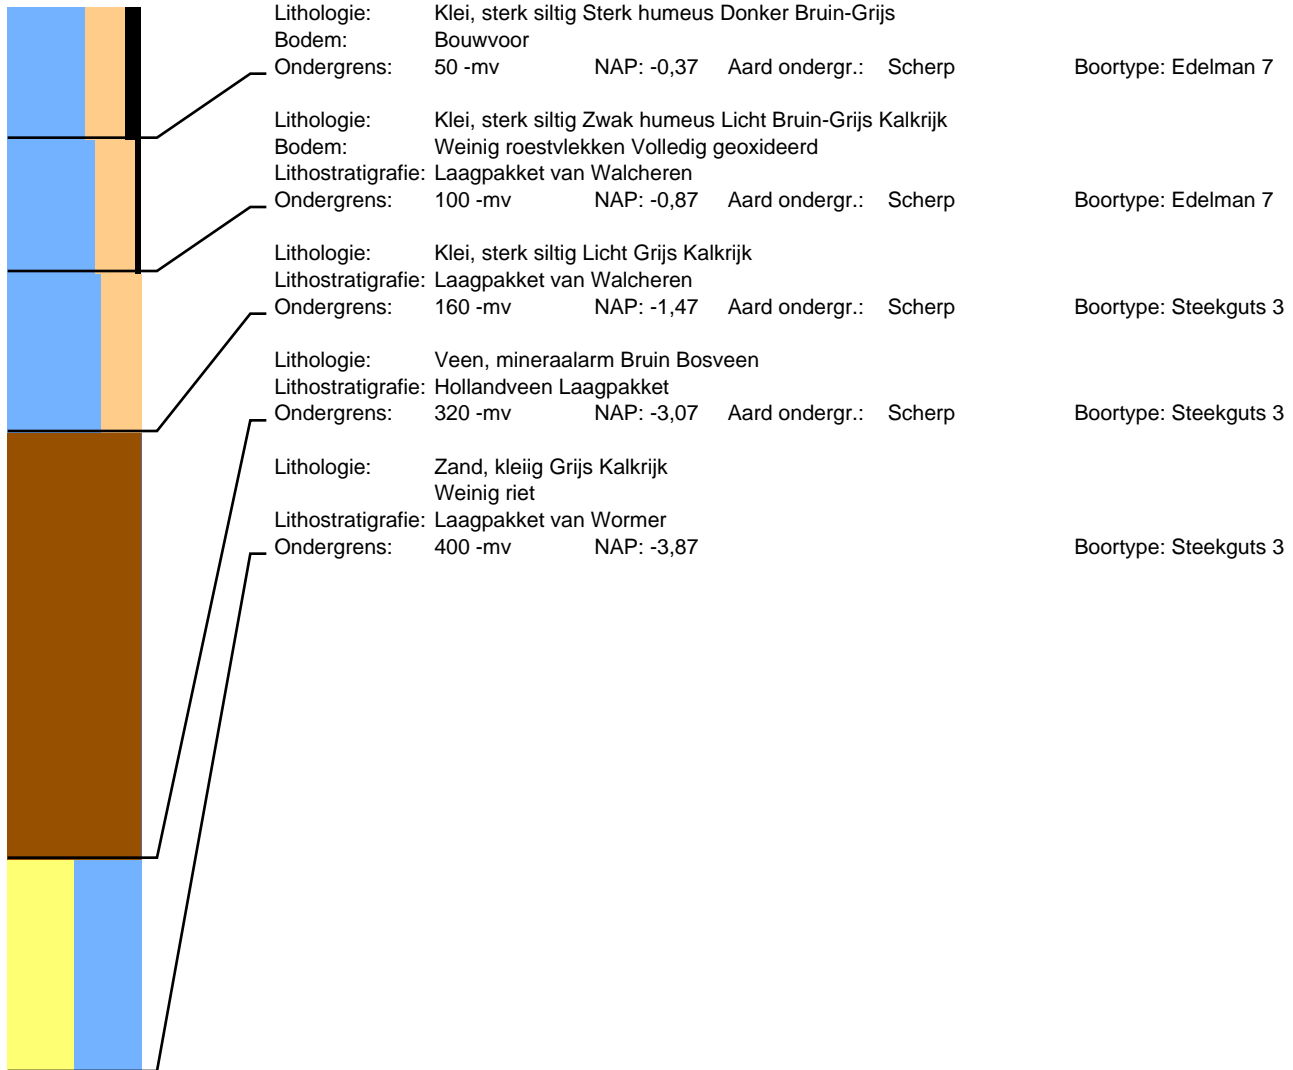 Lithologie: Klei, sterk siltig Sterk humeus Donker Bruin-Grijs
Bodem: Bouwvoor
Ondergrens: 50 -mv NAP: -0,37 Aard ondergr.: Scherp Boortype: Edelman 7
Lithologie: Klei, sterk siltig Zwak humeus Licht Bruin-Grijs Kalkrijk
Bodem: Weinig roestvlekken Volledig geoxideerd
Lithostratigrafie: Laagpakket van Walcheren
Ondergrens: 100 -mv NAP: -0,87 Aard ondergr.: Scherp Boortype: Edelman 7
Lithologie: Klei, sterk siltig Licht Grijs Kalkrijk
Lithostratigrafie: Laagpakket van Walcheren
Ondergrens: 160 -mv NAP: -1,47 Aard ondergr.: Scherp Boortype: Steekguts 3
Lithologie: Veen, mineraalarm Bruin Bosveen
Lithostratigrafie: Hollandveen Laagpakket
Ondergrens: 320 -mv NAP: -3,07 Aard ondergr.: Scherp Boortype: Steekguts 3
Lithologie: Zand, kleiig Grijs Kalkrijk
Weinig riet
Lithostratigrafie: Laagpakket van Wormer
Ondergrens: 400 -mv NAP: -3,87 Boortype: Steekguts 3